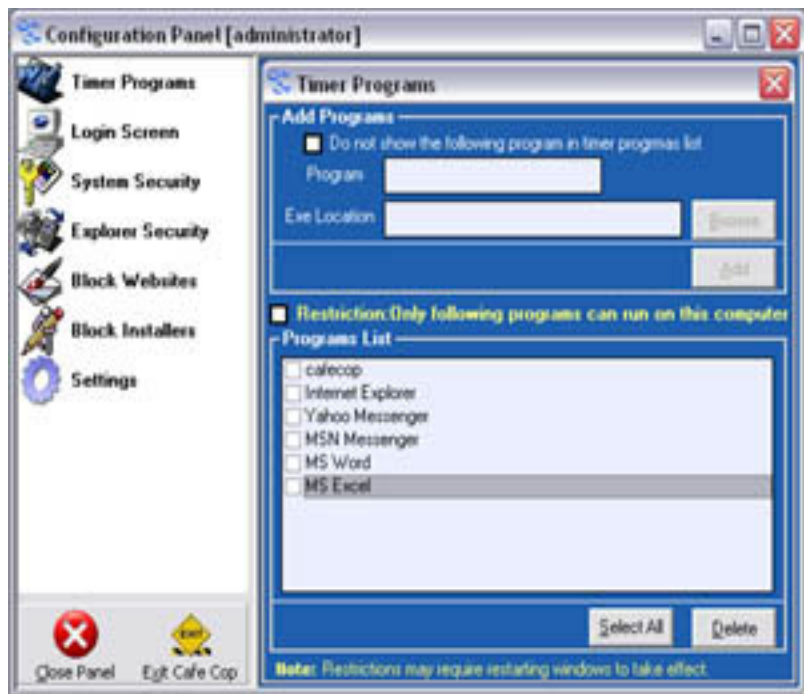 Configuration Panel [administrator]
Timer Programs
Login Screen
System Security
Explorer Security
Block Websites
Block Installers
Settings
Close Panel
EXIT
Exit Cafe Cop
Timer Programs
Add Programs
Do not show the following program in timer progrmas list
Program
Exe Location
Browse
Add
Restriction:Only following programs can run on this computer
Programs List
cafecop
Internet Explorer
Yahoo Messenger
MSN Messenger
MS Word
MS Excel
Select All
Delete
Note: Restrictions may require restarting windows to take effect.